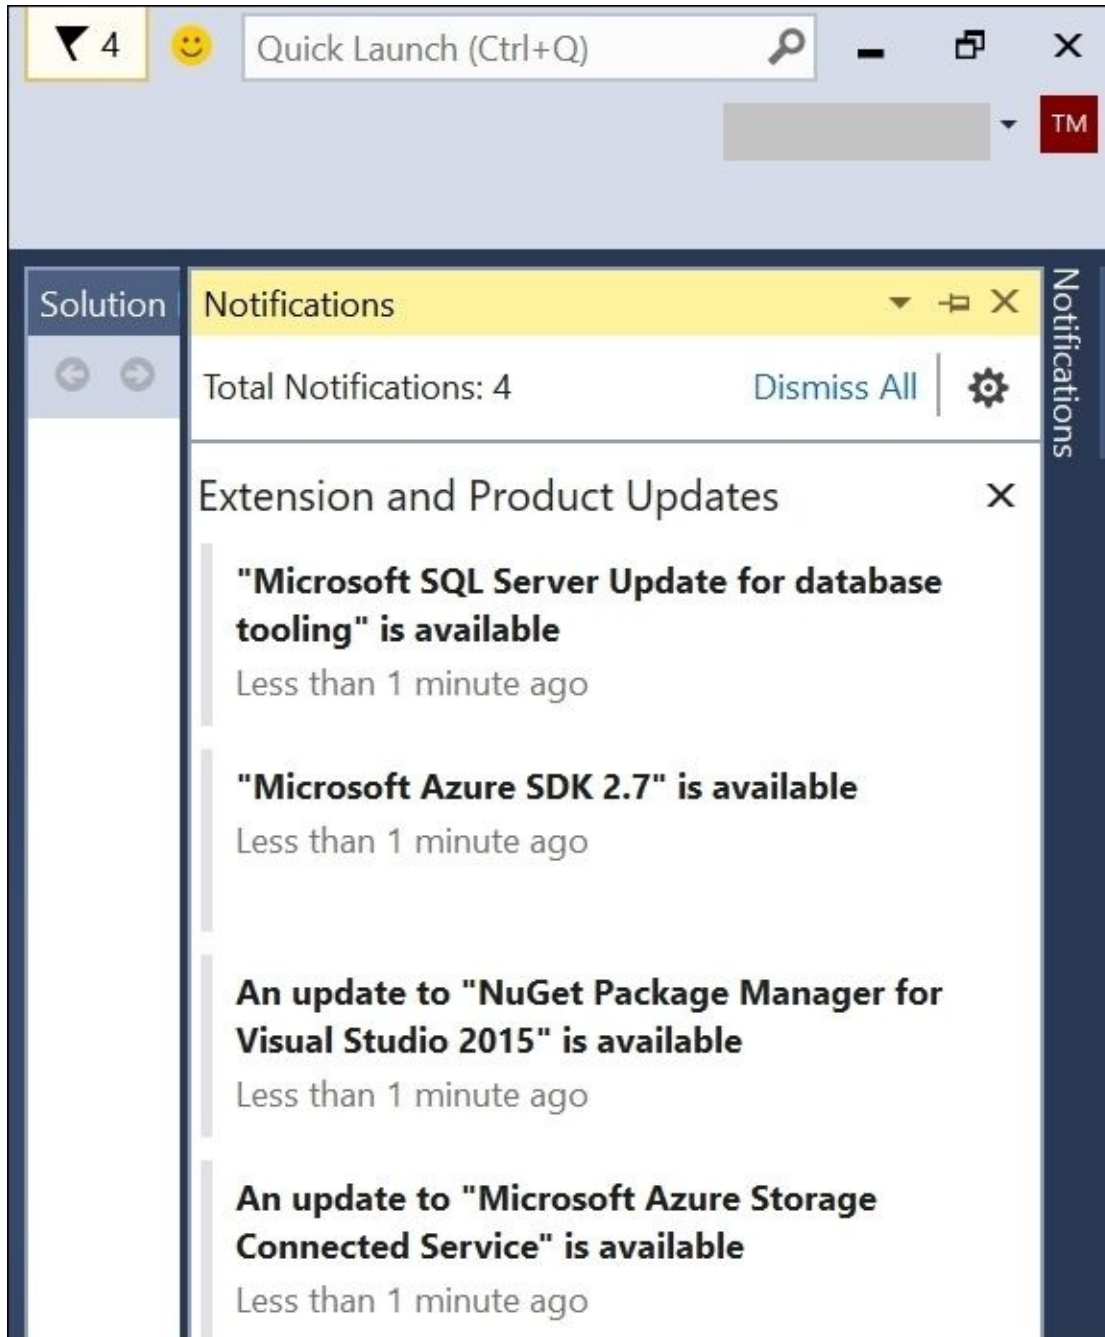 4
Quick Launch (Ctrl+Q)
TM
Solution
Notifications
Notifications
Total Notifications: 4
Dismiss All
Extension and Product Updates
"Microsoft SQL Server Update for database
tooling" is available
Less than 1 minute ago
"Microsoft Azure SDK 2.7" is available
Less than 1 minute ago
An update to "NuGet Package Manager for
Visual Studio 2015" is available
Less than 1 minute ago
An update to "Microsoft Azure Storage
Connected Service" is available
Less than 1 minute ago